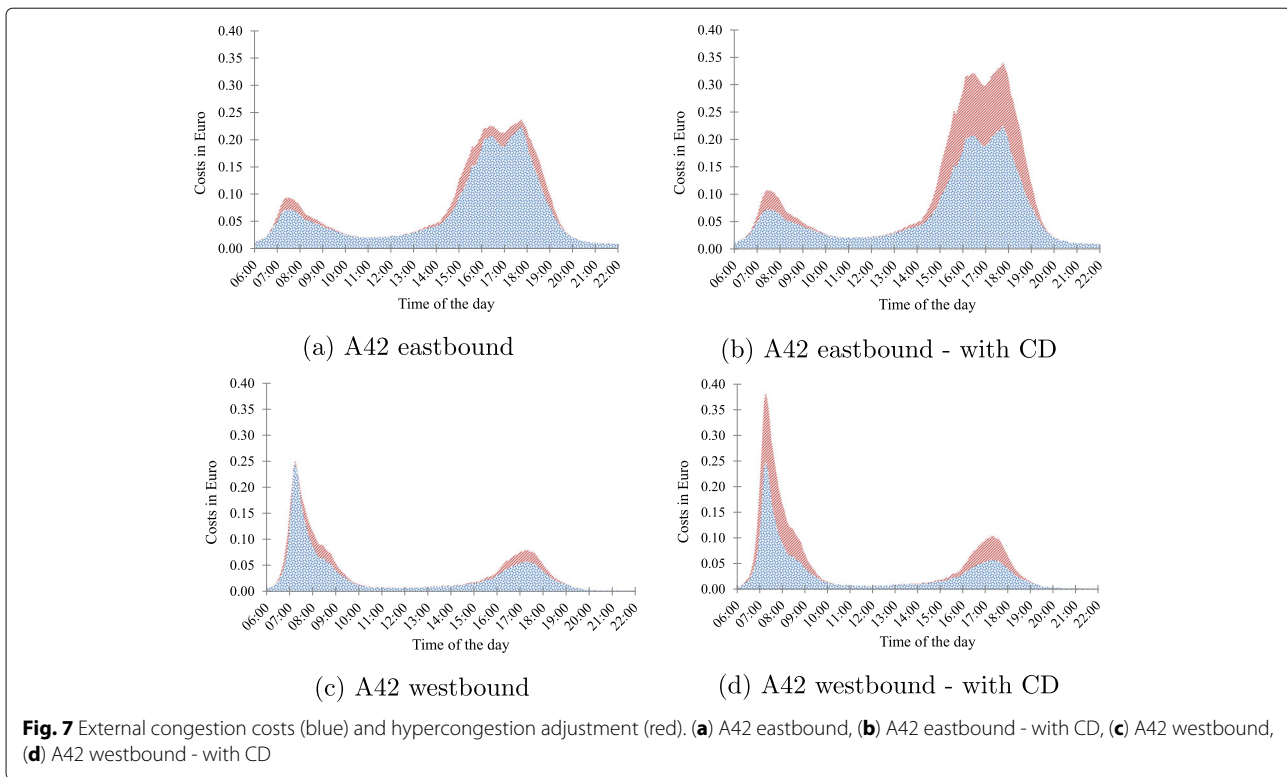 0.40
0.35
0.30
0.25
0.20
0.15
0.10
0.05
0.00
Costs in Euro
06:00 07:00 08:00 09:00 10:00 11:00 12:00 13:00 14:00 15:00 16:00 17:00 18:00 19:00 20:00 21:00 22:00
Time of the day
(a) A42 eastbound
0.40
0.35
0.30
0.25
0.20
0.15
0.10
0.05
0.00
Costs in Euro
06:00 07:00 08:00 09:00 10:00 11:00 12:00 13:00 14:00 15:00 16:00 17:00 18:00 19:00 20:00 21:00 22:00
Time of the day
(b) A42 eastbound - with CD
0.40
0.35
0.30
0.25
0.20
0.15
0.10
0.05
0.00
Costs in Euro
06:00 07:00 08:00 09:00 10:00 11:00 12:00 13:00 14:00 15:00 16:00 17:00 18:00 19:00 20:00 21:00 22:00
Time of the day
(c) A42 westbound
0.40
0.35
0.30
0.25
0.20
0.15
0.10
0.05
0.00
Costs in Euro
06:00 07:00 08:00 09:00 10:00 11:00 12:00 13:00 14:00 15:00 16:00 17:00 18:00 19:00 20:00 21:00 22:00
Time of the day
(d) A42 westbound - with CD
Fig. 7 External congestion costs (blue) and hypercongestion adjustment (red). (a) A42 eastbound, (b) A42 eastbound - with CD, (c) A42 westbound,
(d) A42 westbound - with CD